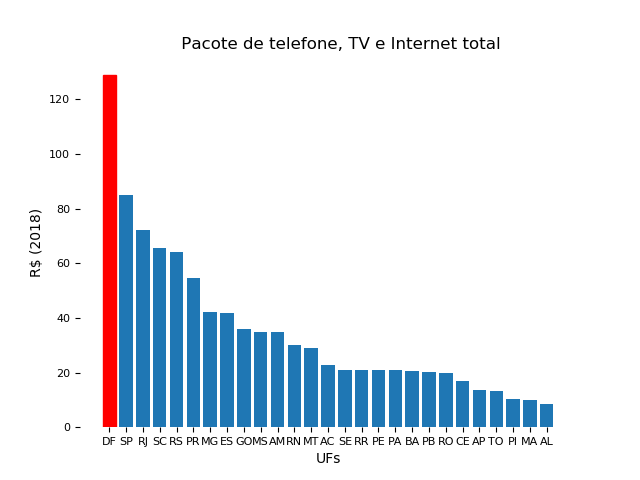 Pacote de telefone, TV e Internet total
R$ (2018)
120
100
80
60
40
20
0
DF SP RJ SC RS PR MG ES GO MS AM RN MT AC SE RR PE PA BA PB RO CE AP TO PI MA AL
UFs